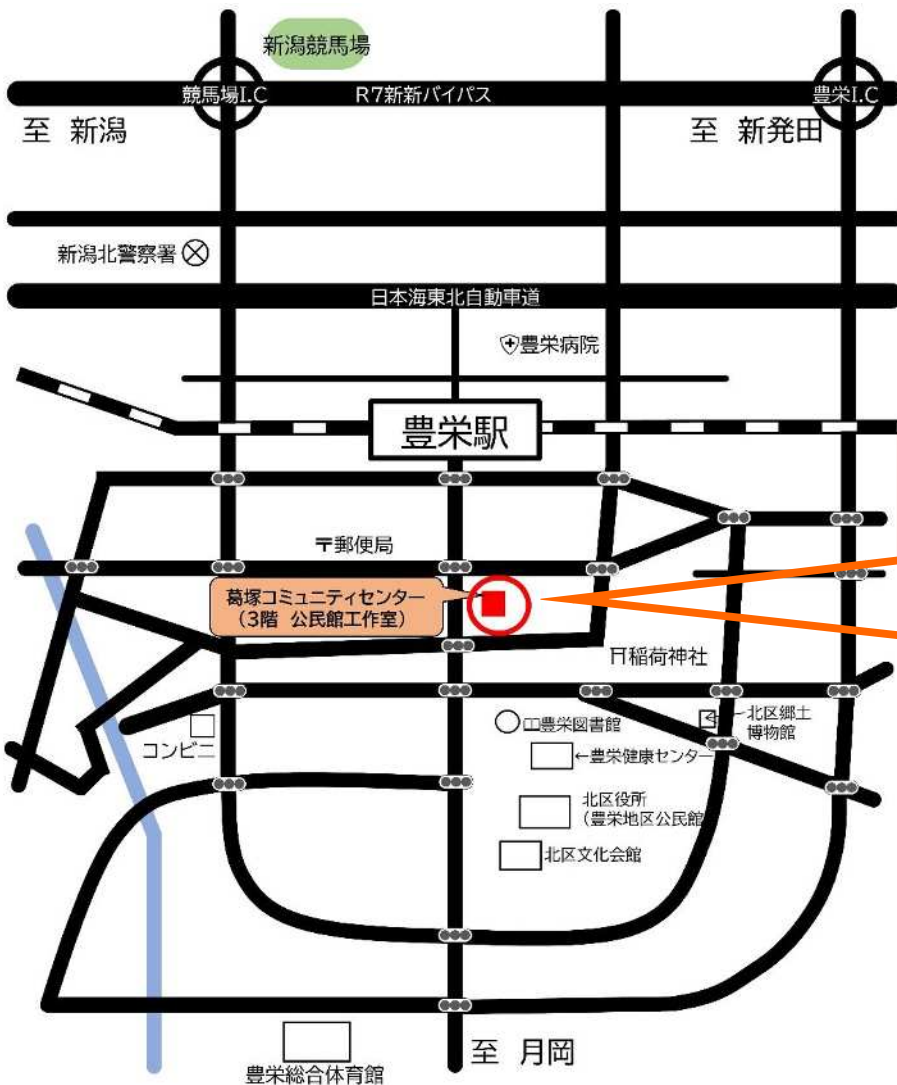 新潟競馬場
競馬場I.C
R7新新バイパス
豊栄I.C
至 新潟
至 新発田
新潟北警察署
日本海東北自動車道
豊栄病院
豊栄駅
〒郵便局
葛塚コミュニティセンター
（3階 公民館工作室）
稲荷神社
豊栄図書館
北区郷土
博物館
コンビニ
←豊栄健康センター
北区役所
（豊栄地区公民館
北区文化会館
至 月岡
豊栄総合体育館